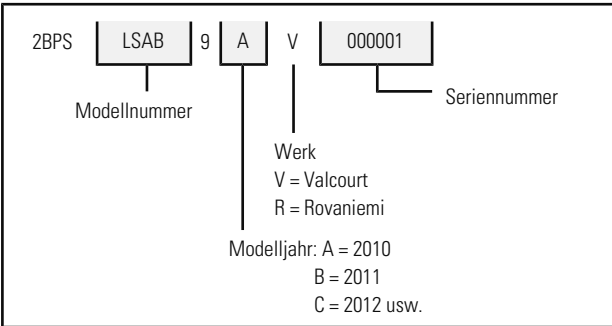 2BPS LSAB 9 A V 000001
Modellnummer
Seriennummer
Werk
V = Valcourt
R = Rovaniemi
Modelljahr: A = 2010
B = 2011
C = 2012 usw.